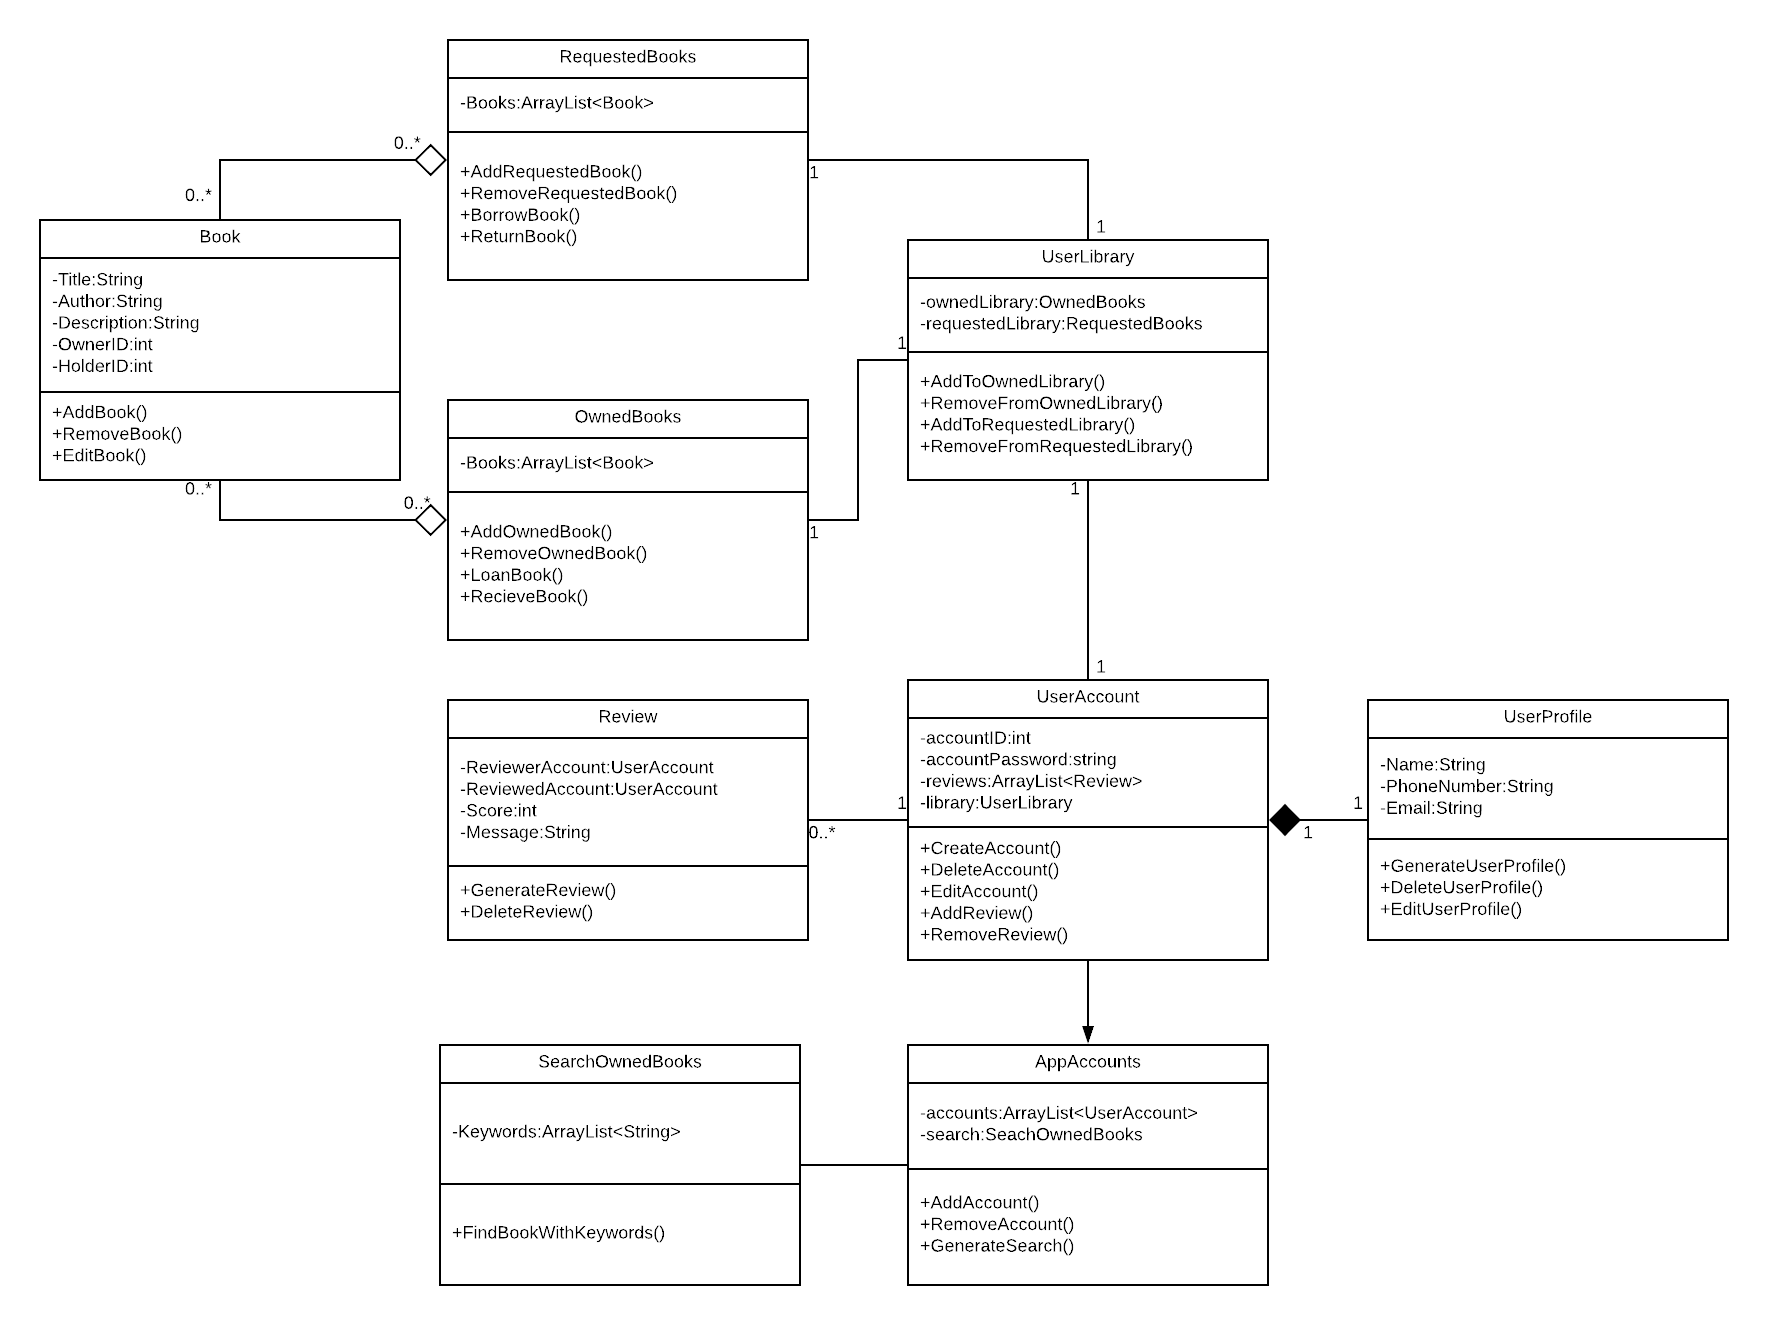 RequestedBooks
-Books:ArrayList<Book>
+AddRequestedBook()
+RemoveRequestedBook()
+BorrowBook()
+ReturnBook()
0..*
0..*
1
1
Book
-Title:String
-Author:String
-Description:String
-OwnerID:int
-HolderID:int
+AddBook()
+RemoveBook()
+EditBook()
0..*
0..*
UserLibrary
-ownedLibrary:OwnedBooks
-requestedLibrary:RequestedBooks
+AddToOwnedLibrary()
+RemoveFromOwnedLibrary()
+AddToRequestedLibrary()
+RemoveFromRequestedLibrary()
1
1
OwnedBooks
-Books:ArrayList<Book>
+AddOwnedBook()
+RemoveOwnedBook()
+LoanBook()
+RecieveBook()
1
1
Review
-ReviewerAccount:UserAccount
-ReviewedAccount:UserAccount
-Score:int
-Message:String
+GenerateReview()
+DeleteReview()
0..*
1
UserAccount
-accountID:int
-accountPassword:string
-reviews:ArrayList<Review>
-library:UserLibrary
+CreateAccount()
+DeleteAccount()
+EditAccount()
+AddReview()
+RemoveReview()
1
1
UserProfile
-Name:String
-PhoneNumber:String
-Email:String
+GenerateUserProfile()
+DeleteUserProfile()
+EditUserProfile()
SearchOwnedBooks
-Keywords:ArrayList<String>
+FindBookWithKeywords()
AppAccounts
-accounts:ArrayList<UserAccount>
-search:SeachOwnedBooks
+AddAccount()
+RemoveAccount()
+GenerateSearch()